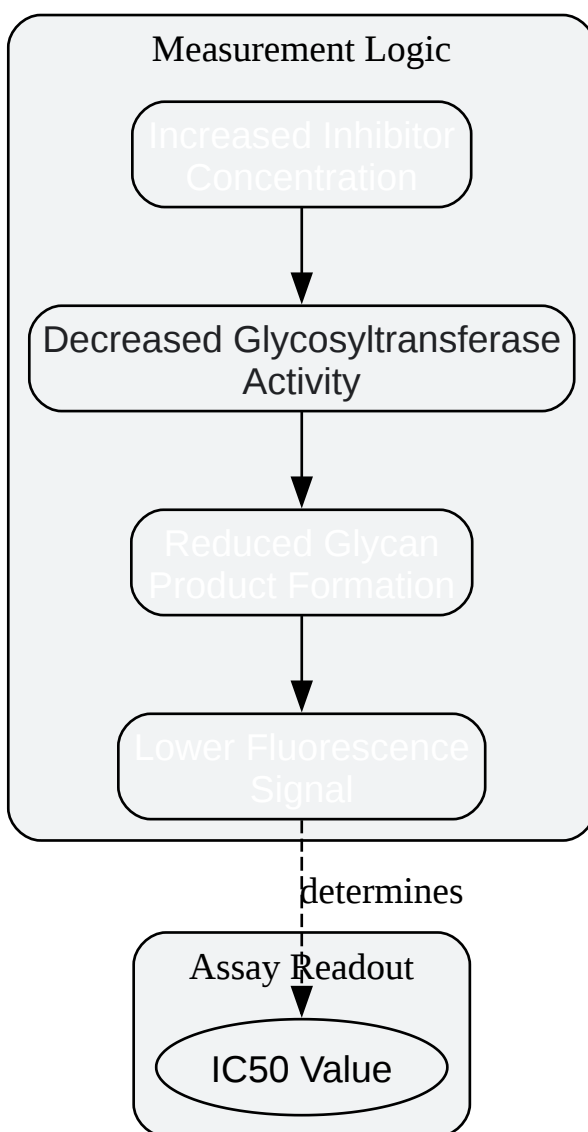 Measurement Logic
Increased Inhibitor
Concentration
Decreased Glycosyltransferase
Activity
Reduced Glycan
Product Formation
Lower Fluorescence
Signal
determines
Assay Readout
IC50 Value